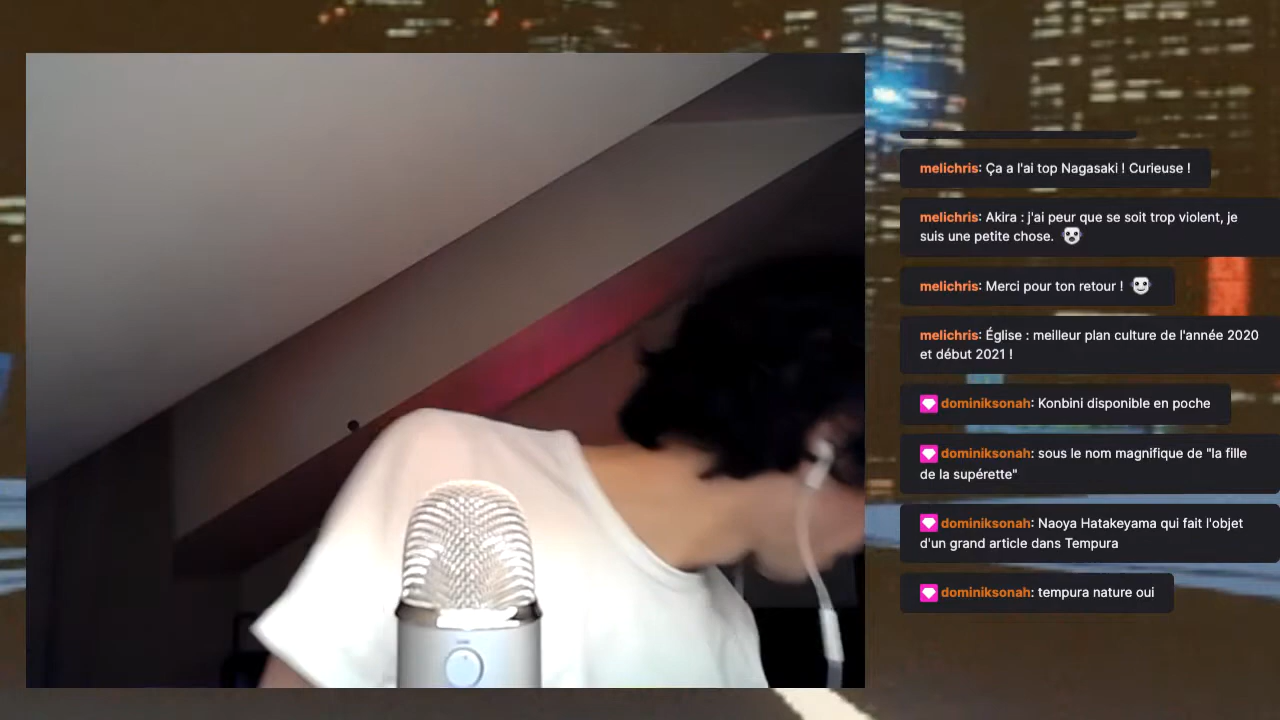 melichris: Ça a l'ai top Nagasaki ! Curieuse !
melichris: Akira : j'ai peur que se soit trop violent, je
suis une petite chose.
melichris: Merci pour ton retour !
melichris: Église : meilleur plan culture de l'année 2020
et début 2021 !
dominiksonah: Konbini disponible en poche
dominiksonah: sous le nom magnifique de "la fille
de la supérette"
dominiksonah: Naoya Hatakeyama qui fait l'objet
d'un grand article dans Tempura
dominiksonah: tempura nature oui